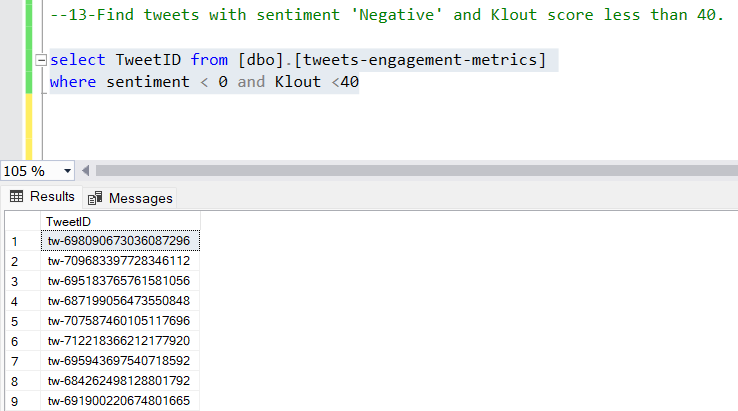 --13-Find tweets with sentiment 'Negative' and Klout score less than 40.
select TweetID from [dbo].[tweets-engagement-metrics]
where sentiment < 0 and Klout <40
105 %
Results
Messages
TweetID
1 tw-698090673036087296
2 tw-709683397728346112
3 tw-695183765761581056
4 tw-687199056473550848
5 tw-707587460105117696
6 tw-712218366212177920
7 tw-695943697540718592
8 tw-684262498128801792
9 tw-691900220674801665